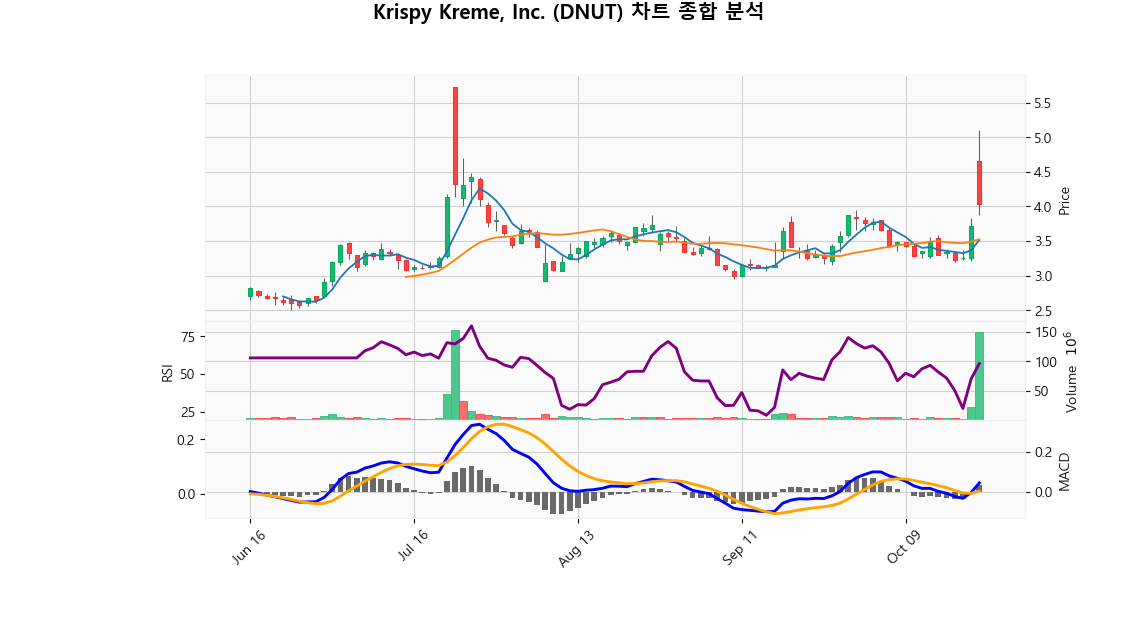 Krispy Kreme, Inc. (DNUT) 차트 종합 분석
5.5
5.0
4.5
4.0
3.5
3.0
2.5
Price
75
50
25
RSI
150
100
50
Volume 10⁶
0.2
0.0
0.2
0.0
MACD
Jun 16
Jul 16
Aug 13
Sep 11
Oct 09